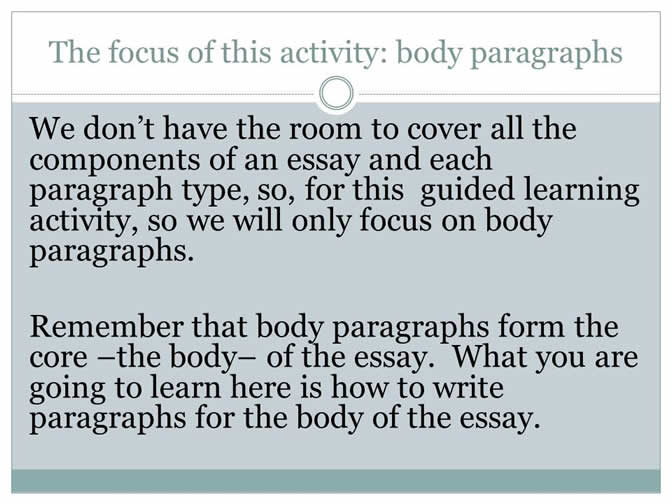 The focus of this activity: body paragraphs
We don’t have the room to cover all the
components of an essay and each
paragraph type, so, for this  guided learning
activity, so we will only focus on body
paragraphs.
Remember that body paragraphs form the
core –the body– of the essay.  What you are
going to learn here is how to write
paragraphs for the body of the essay.